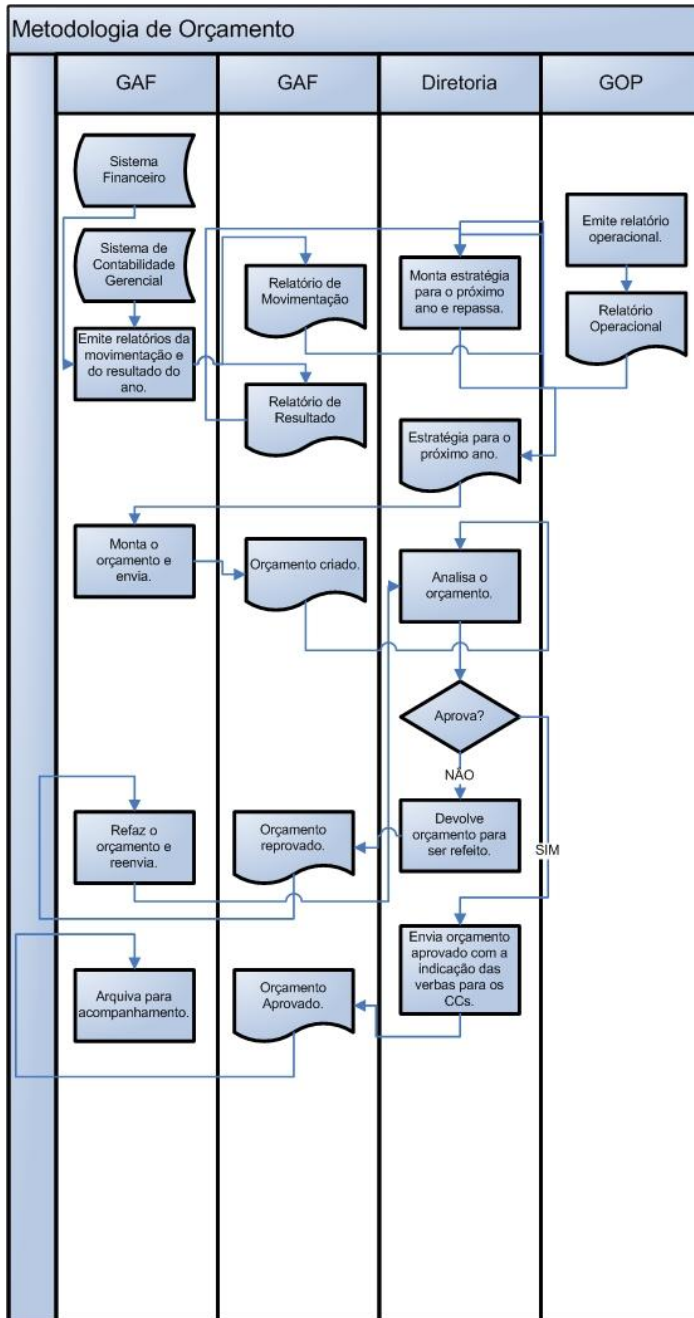 Metodologia de Orçamento
GAF
GAF
Diretoria
GOP
Sistema
Financeiro
Emite relatório
operacional.
Sistema de
Contabilidade
Gerencial
Relatório de
Movimentação
Monta estratégia
para o próximo
ano e repassa.
Relatório
Operacional
Emite relatórios da
movimentação e
do resultado do
ano.
Relatório de
Resultado
Estratégia para o
próximo ano.
Monta o
orçamento e
envia.
Orçamento criado.
Analisa o
orçamento.
Aprova?
NÃO
SIM
Refaz o
orçamento e
reenvia.
Orçamento
reprovado.
Devolve
orçamento para
ser refeito.
Envia orçamento
aprovado com a
indicação das
verbas para os
CCs.
Arquiva para
acompanhamento.
Orçamento
Aprovado.